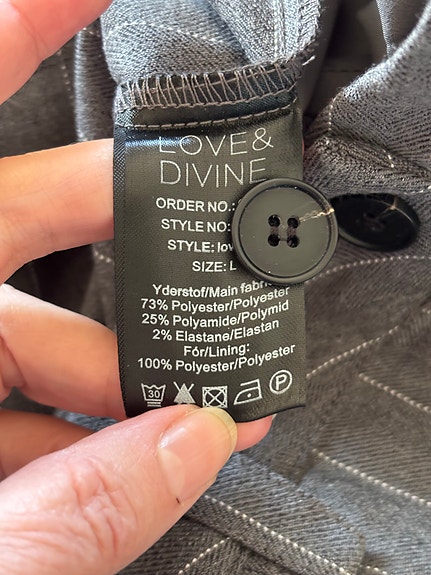 LOVE&
DIVINE
ORDER NO.:
STYLE NO.
STYLE: lov
SIZE: L
Yderstof/Main fabric
73% Polyester/Polyester
25% Polyamide/Polymid
2% Elastane/Elastan
Fór/Lining:
100% Polyester/Polyester
30
P